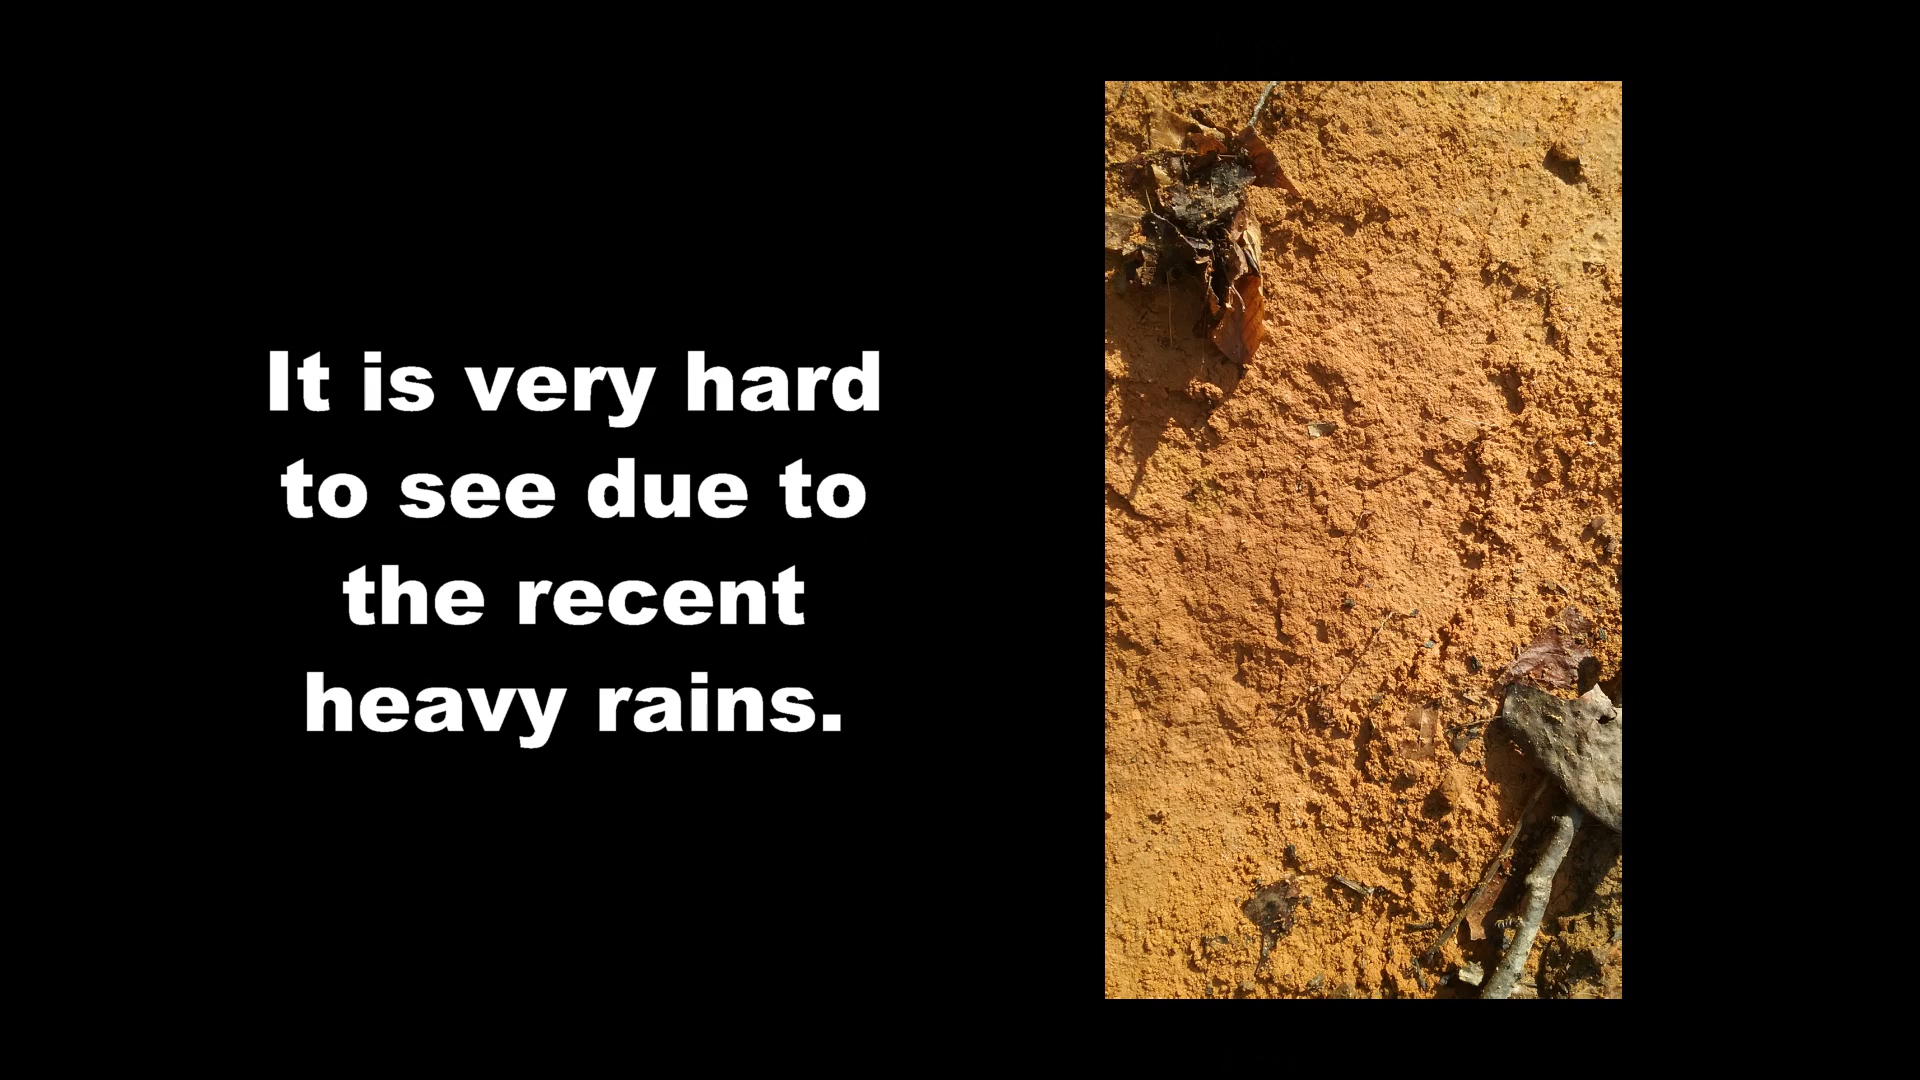 It is very hard
to see due to
the recent
heavy rains.